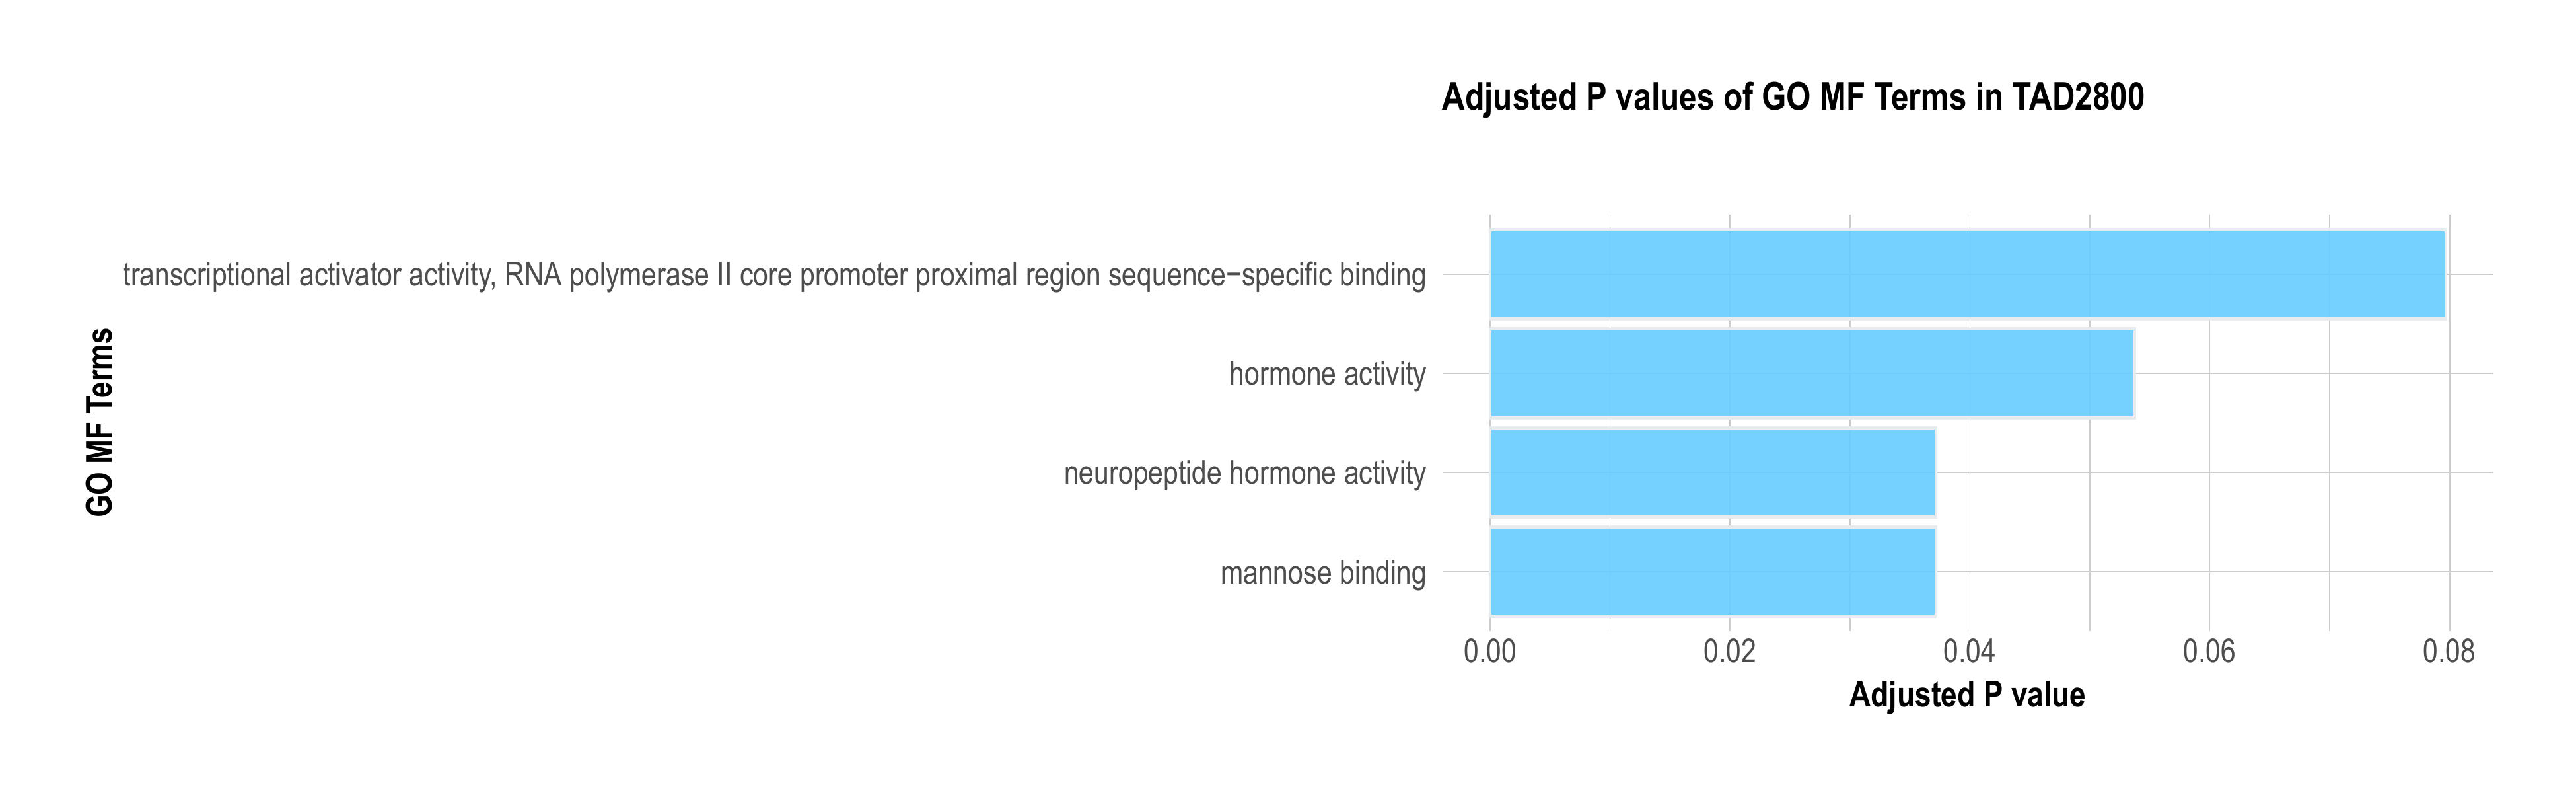 Adjusted P values of GO MF Terms in TAD2800
GO MF Terms
transcriptional activator activity, RNA polymerase II core promoter proximal region sequence−specific binding
hormone activity
neuropeptide hormone activity
mannose binding
0.00 0.02 0.04 0.06 0.08
Adjusted P value